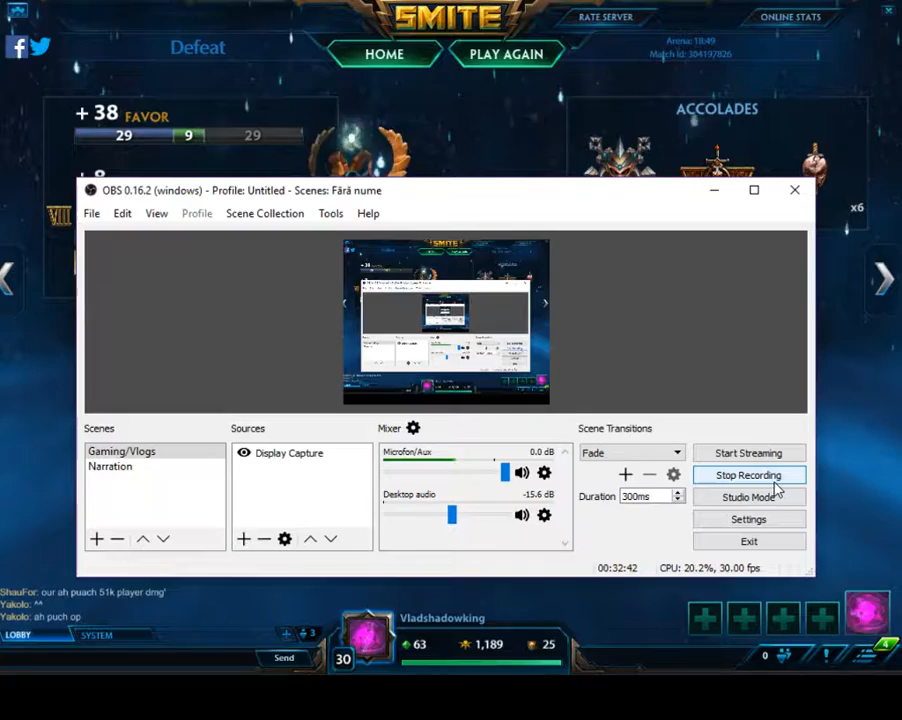 SMITE
RATE SERVER
ONLINE STATS
Defeat
HOME
PLAY AGAIN
Arena: 18:49
Match Id: 304197826
+ 38 FAVOR
29 9 29
ACCOLADES
VIII
x6
OBS 0.16.2 (windows) - Profile: Untitled - Scenes: Fără nume
File Edit View Profile Scene Collection Tools Help
Scenes
Gaming/Vlogs
Narration
Sources
Display Capture
Mixer
Microfon/Aux 0.0 dB
Desktop audio -15.6 dB
Scene Transitions
Fade
Duration 300ms
Start Streaming
Stop Recording
Studio Mode
Settings
Exit
00:32:42 CPU: 20.2%, 30.00 fps
ShauFor: our ah puach 51k player dmg'
Yakolo: ^^
Yakolo: ah puch op
LOBBY SYSTEM
+ 3
Send
Vladshadowking
30
63 1,189 25
0
!
4